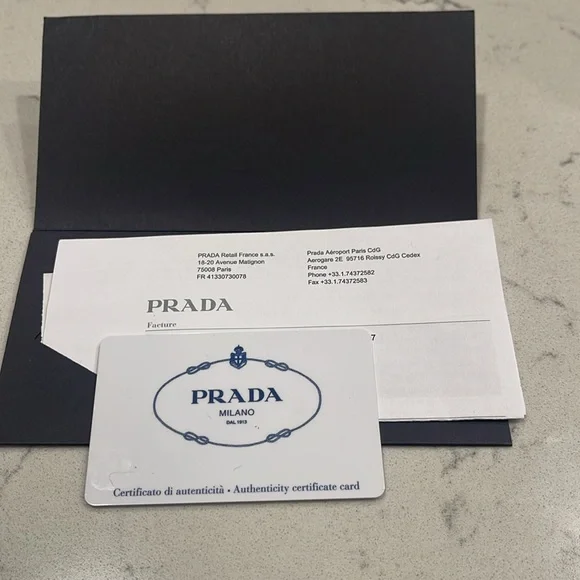 PRADA Retail France s.a.s.
18-20 Avenue Matignon
75008 Paris
FR 41330730078
Prada Aéroport Paris CdG
Aerogare 2E 95716 Roissy CdG Cedex
France
Phone +33.1.74372582
Fax +33.1.74372583
PRADA
Facture
7
PRADA
MILANO
DAL 1913
Certificato di autenticità • Authenticity certificate card